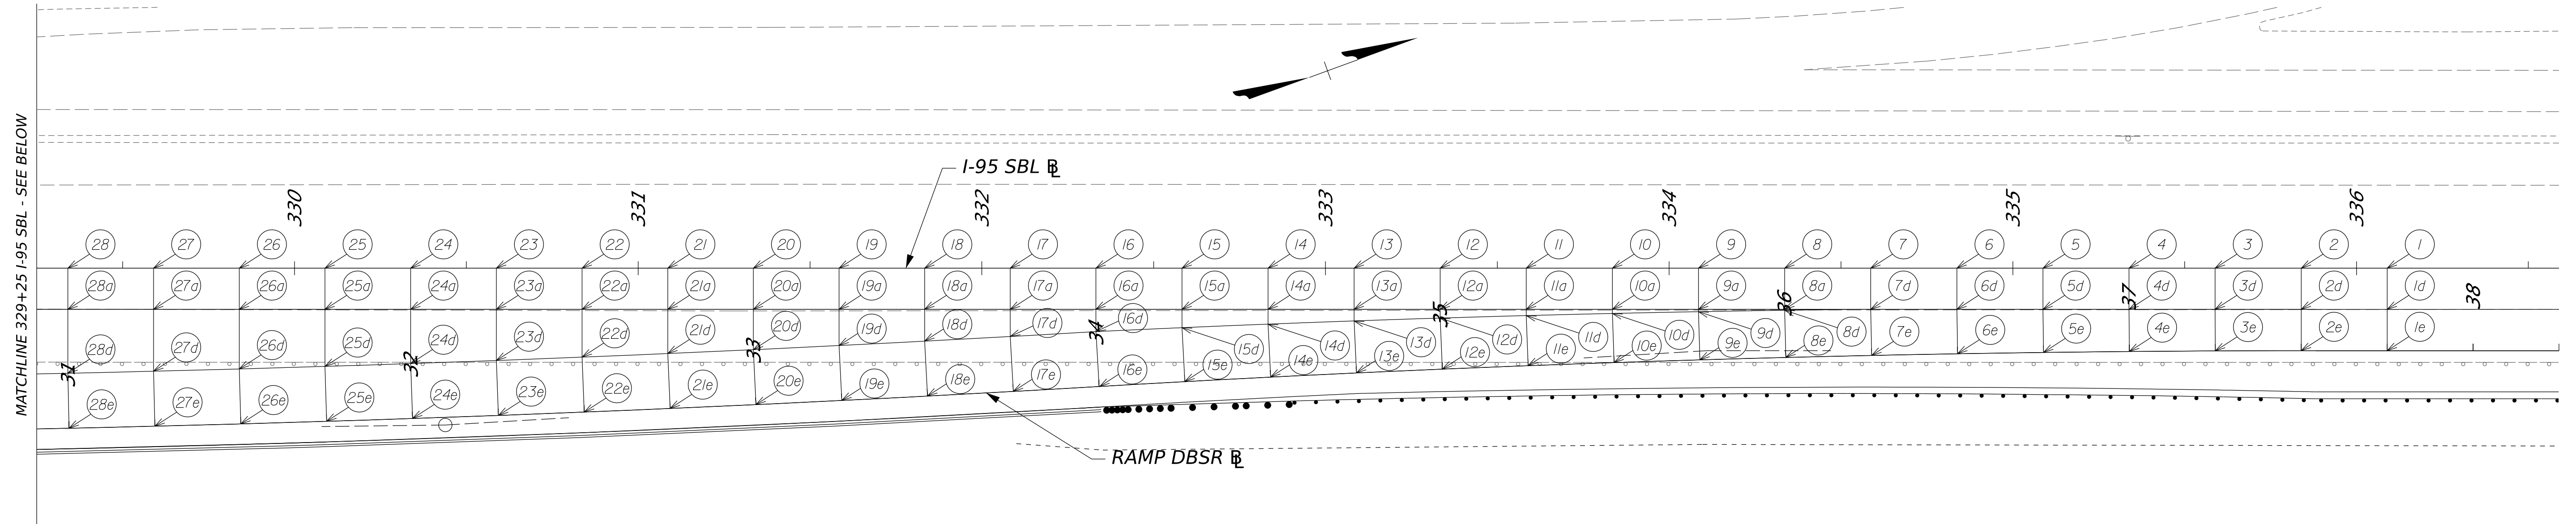 MATCHLINE 329+25 I-95 SBL - SEE BELOW
I-95 SBL BL
330 331 332 333 334 335 336
28 27 26 25 24 23 22 21 20 19 18 17 16 15 14 13 12 11 10 9 8 7 6 5 4 3 2 1
28a 27a 26a 25a 24a 23a 22a 21a 20a 19a 18a 17a 16a 15a 14a 13a 12a 11a 10a 9a 8a 7d 6d 5d 4d 3d 2d 1d
31 32 33 34 35 36 37 38
28d 27d 26d 25d 24d 23d 22d 21d 20d 19d 18d 17d 16d 15d 14d 13d 12d 11d 10d 9d 8d
28e 27e 26e 25e 24e 23e 22e 21e 20e 19e 18e 17e 16e 15e 14e 13e 12e 11e 10e 9e 8e 7e 6e 5e 4e 3e 2e 1e
RAMP DBSR BL